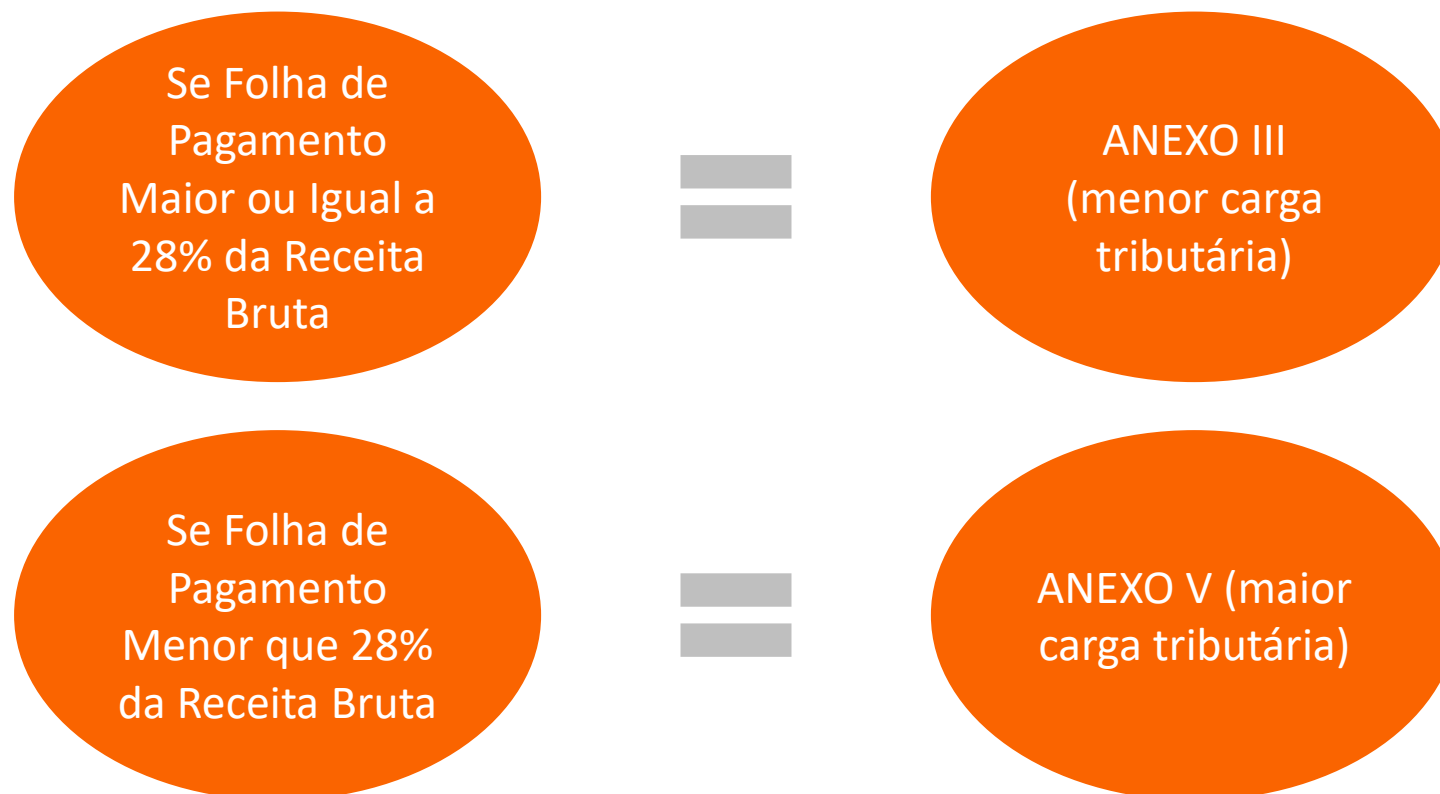 Se Folha de
Pagamento
Maior ou Igual a
28% da Receita
Bruta
ANEXO III
(menor carga
tributária)
Se Folha de
Pagamento
Menor que 28%
da Receita Bruta
ANEXO V (maior
carga tributária)